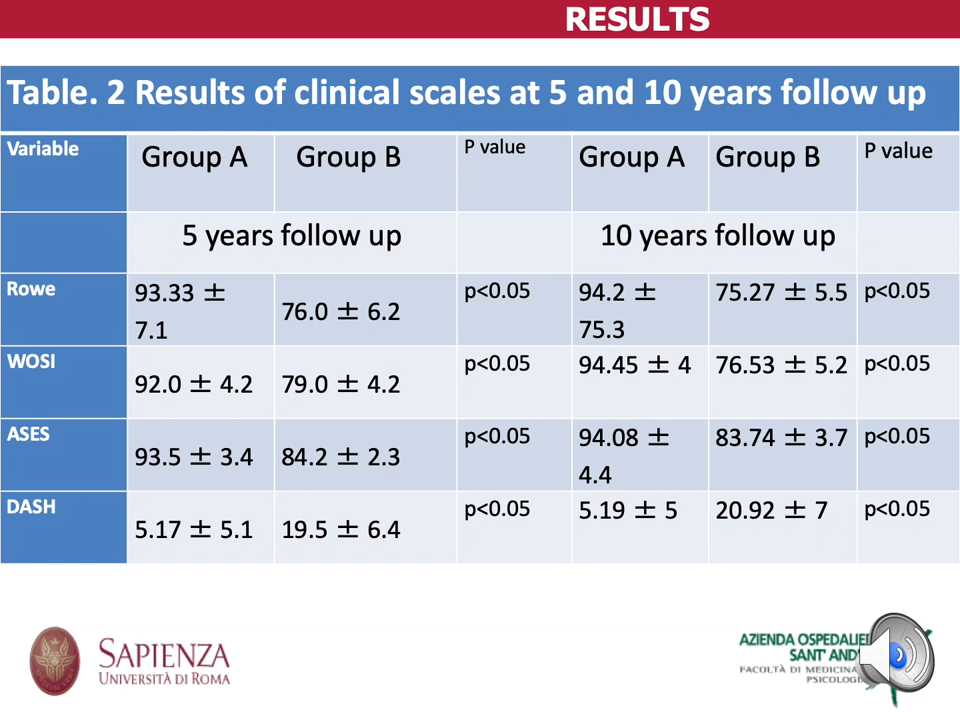 RESULTS
Table. 2 Results of clinical scales at 5 and 10 years follow up
Variable Group A Group B P value Group A Group B P value
5 years follow up 10 years follow up
Rowe 93.33 ± 7.1 76.0 ± 6.2 p<0.05 94.2 ± 75.3 75.27 ± 5.5 p<0.05
WOSI 92.0 ± 4.2 79.0 ± 4.2 p<0.05 94.45 ± 4 76.53 ± 5.2 p<0.05
ASES 93.5 ± 3.4 84.2 ± 2.3 p<0.05 94.08 ± 4.4 83.74 ± 3.7 p<0.05
DASH 5.17 ± 5.1 19.5 ± 6.4 p<0.05 5.19 ± 5 20.92 ± 7 p<0.05
SAPIENZA
UNIVERSITÀ DI ROMA
AZIENDA
SANT'
FACOLTÀ DI MEDICINA